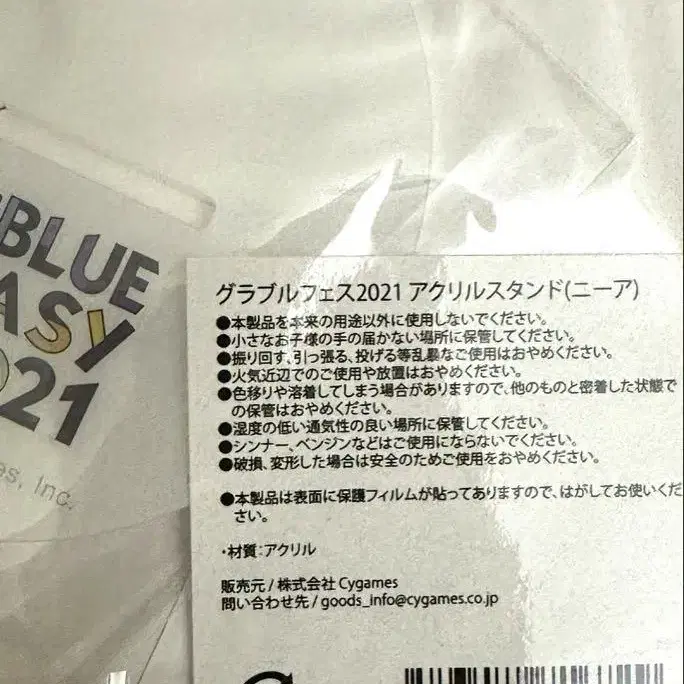 BLUE
ASY
021
es, Inc.
グラブルフェス2021 アクリルスタンド(ニーア)
●本製品を本来の用途以外に使用しないでください。
●小さなお子様の手の届かない場所に保管してください。
●振り回す、引っ張る、投げる等乱暴なご使用はおやめください。
●火気近辺でのご使用や放置はおやめください。
●色移りや溶着してしまう場合がありますので、他のものと密着した状態で
の保管はおやめください。
●湿度の低い通気性の良い場所に保管してください。
●シンナー、ベンジンなどはご使用にならないでください。
●破損、変形した場合は安全のためご使用をおやめください。
●本製品は表面に保護フィルムが貼ってありますので、はがしてお使いくだ
さい。
・材質：アクリル
販売元 / 株式会社 Cygames
問い合わせ先 / goods_info@cygames.co.jp